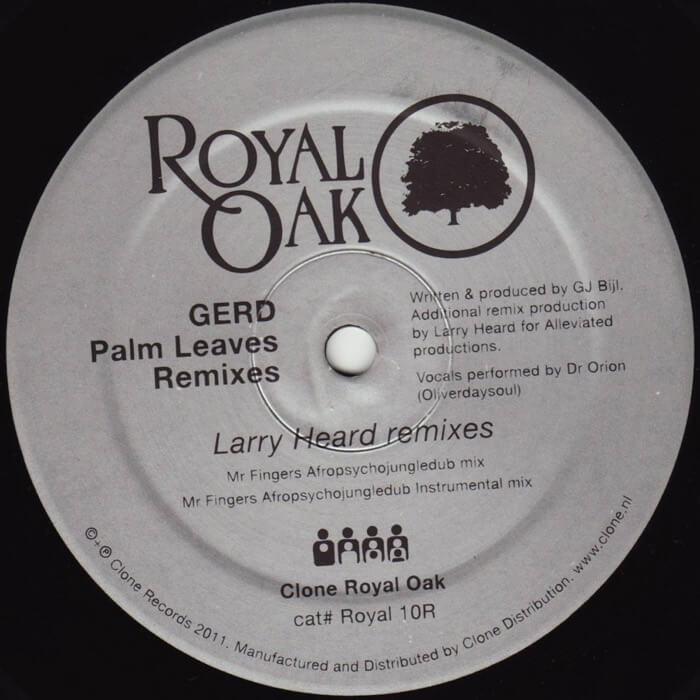 ROYAL
OAK
GERD
Palm Leaves
Remixes
Written & produced by GJ Bijl.
Additional remix production
by Larry Heard for Alleviated
productions.
Vocals performed by Dr Orion
(Oliverdaysoul)
Larry Heard remixes
Mr Fingers Afropsychojungledub mix
Mr Fingers Afropsychojungledub Instrumental mix
Clone Royal Oak
cat# Royal 10R
©+℗ Clone Records 2011. Manufactured and Distributed by Clone Distribution. www.clone.nl